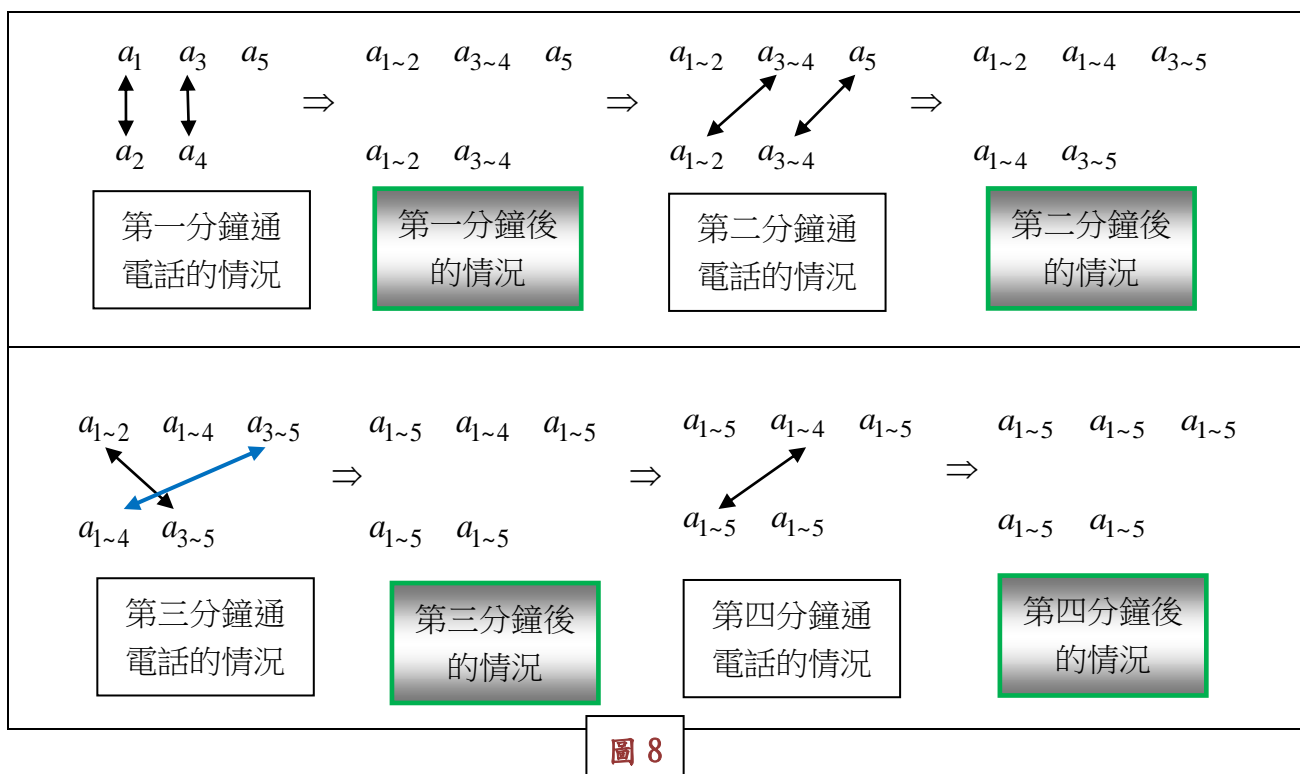 a₁ a₃ a₅ ⇒ a₁~₂ a₃~₄ a₅ ⇒ a₁~₂ a₃~₄ a₅ ⇒ a₁~₂ a₁~₄ a₃~₅
a₂ a₄ a₁~₂ a₃~₄ a₁~₂ a₃~₄ a₁~₄ a₃~₅
第一分鐘通
電話的情況
第一分鐘後
的情況
第二分鐘通
電話的情況
第二分鐘後
的情況
a₁~₂ a₁~₄ a₃~₅ ⇒ a₁~₅ a₁~₄ a₁~₅ ⇒ a₁~₅ a₁~₄ a₁~₅ ⇒ a₁~₅ a₁~₅ a₁~₅
a₁~₄ a₃~₅ a₁~₅ a₁~₅ a₁~₅ a₁~₅ a₁~₅ a₁~₅
第三分鐘通
電話的情況
第三分鐘後
的情況
第四分鐘通
電話的情況
第四分鐘後
的情況
圖 8